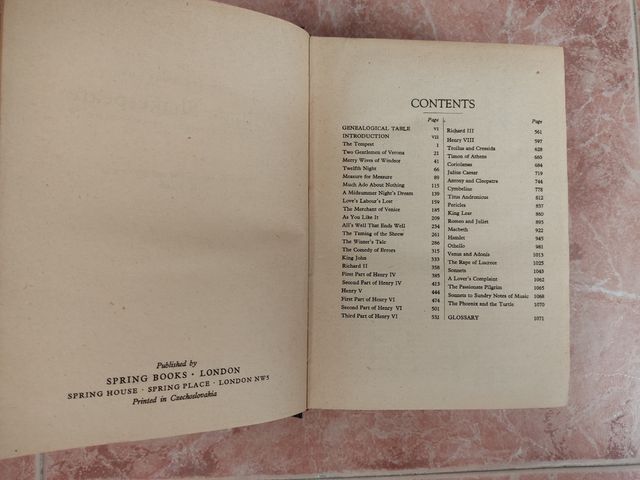 Published by
SPRING BOOKS · LONDON
SPRING HOUSE · SPRING PLACE · LONDON NW5
Printed in Czechoslovakia
CONTENTS
Page
GENEALOGICAL TABLE vi
INTRODUCTION vii
The Tempest 1
Two Gentlemen of Verona 21
Merry Wives of Windsor 41
Twelfth Night 66
Measure for Measure 89
Much Ado About Nothing 115
A Midsummer Night's Dream 139
Love's Labour's Lost 159
The Merchant of Venice 185
As You Like It 209
All's Well That Ends Well 234
The Taming of the Shrew 261
The Winter's Tale 286
The Comedy of Errors 315
King John 333
Richard II 358
First Part of Henry IV 385
Second Part of Henry IV 413
Henry V 444
First Part of Henry VI 474
Second Part of Henry VI 501
Third Part of Henry VI 531
Page
Richard III 561
Henry VIII 597
Troilus and Cressida 628
Timon of Athens 660
Coriolanus 684
Julius Caesar 719
Antony and Cleopatra 744
Cymbeline 778
Titus Andronicus 812
Pericles 837
King Lear 860
Romeo and Juliet 895
Macbeth 922
Hamlet 945
Othello 981
Venus and Adonis 1013
The Rape of Lucrece 1025
Sonnets 1043
A Lover's Complaint 1062
The Passionate Pilgrim 1065
Sonnets to Sundry Notes of Music 1068
The Phoenix and the Turtle 1070
GLOSSARY 1071